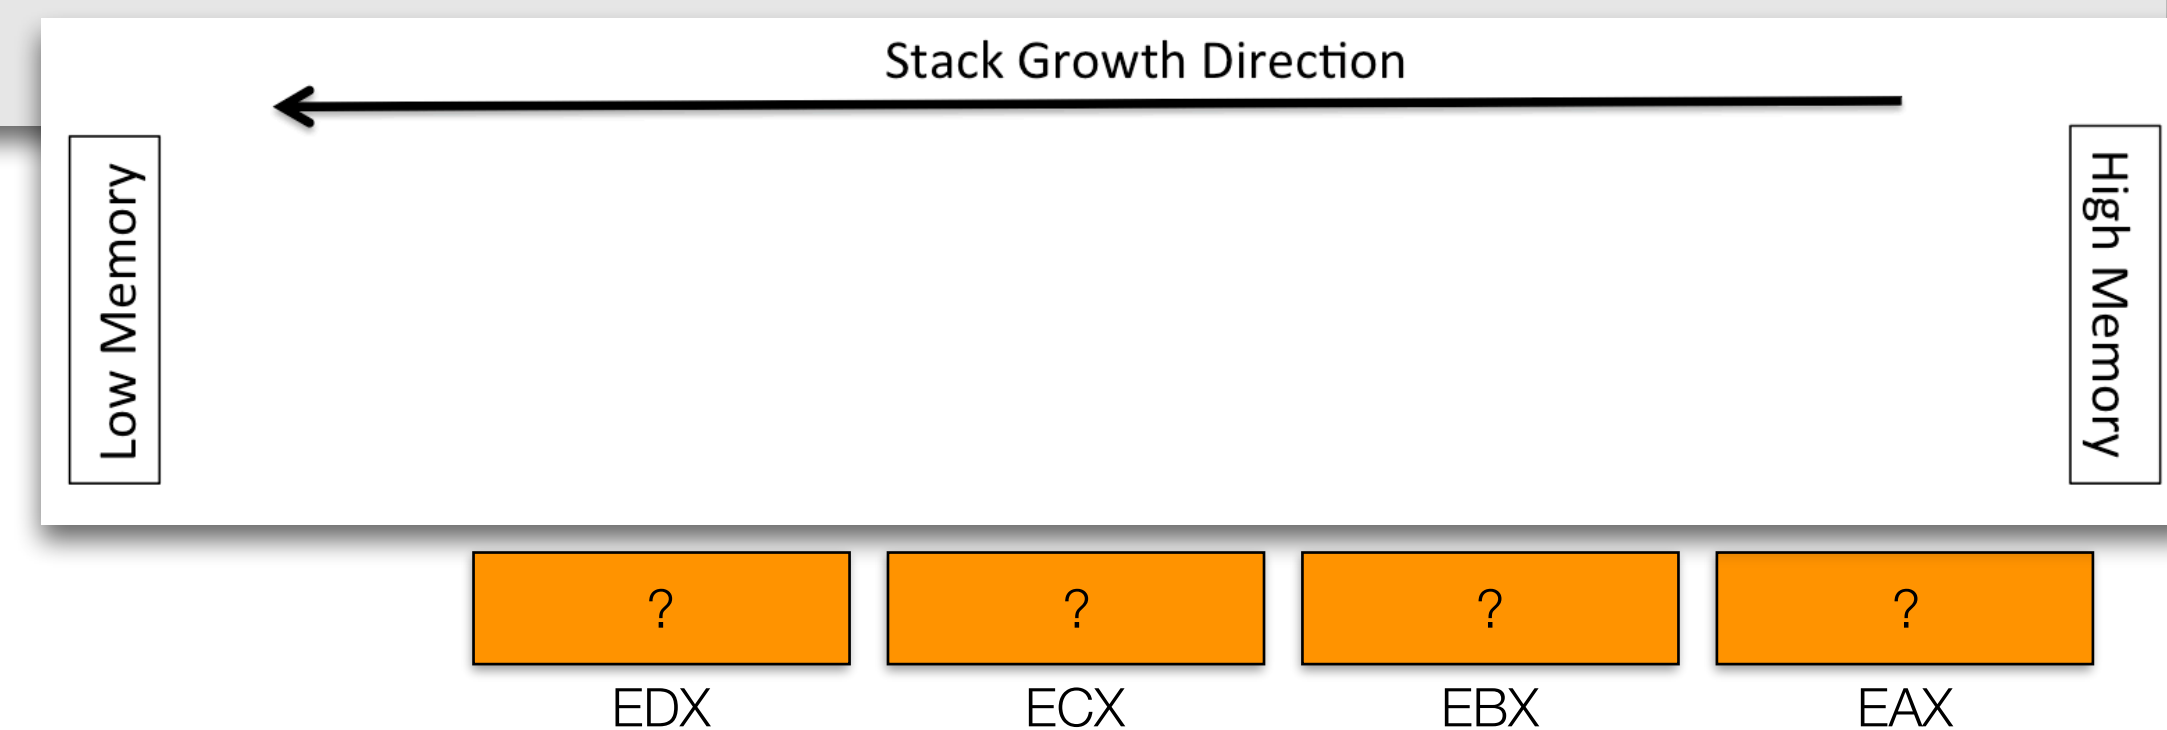 Stack Growth Direction
Low Memory
High Memory
?
?
?
?
EDX
ECX
EBX
EAX